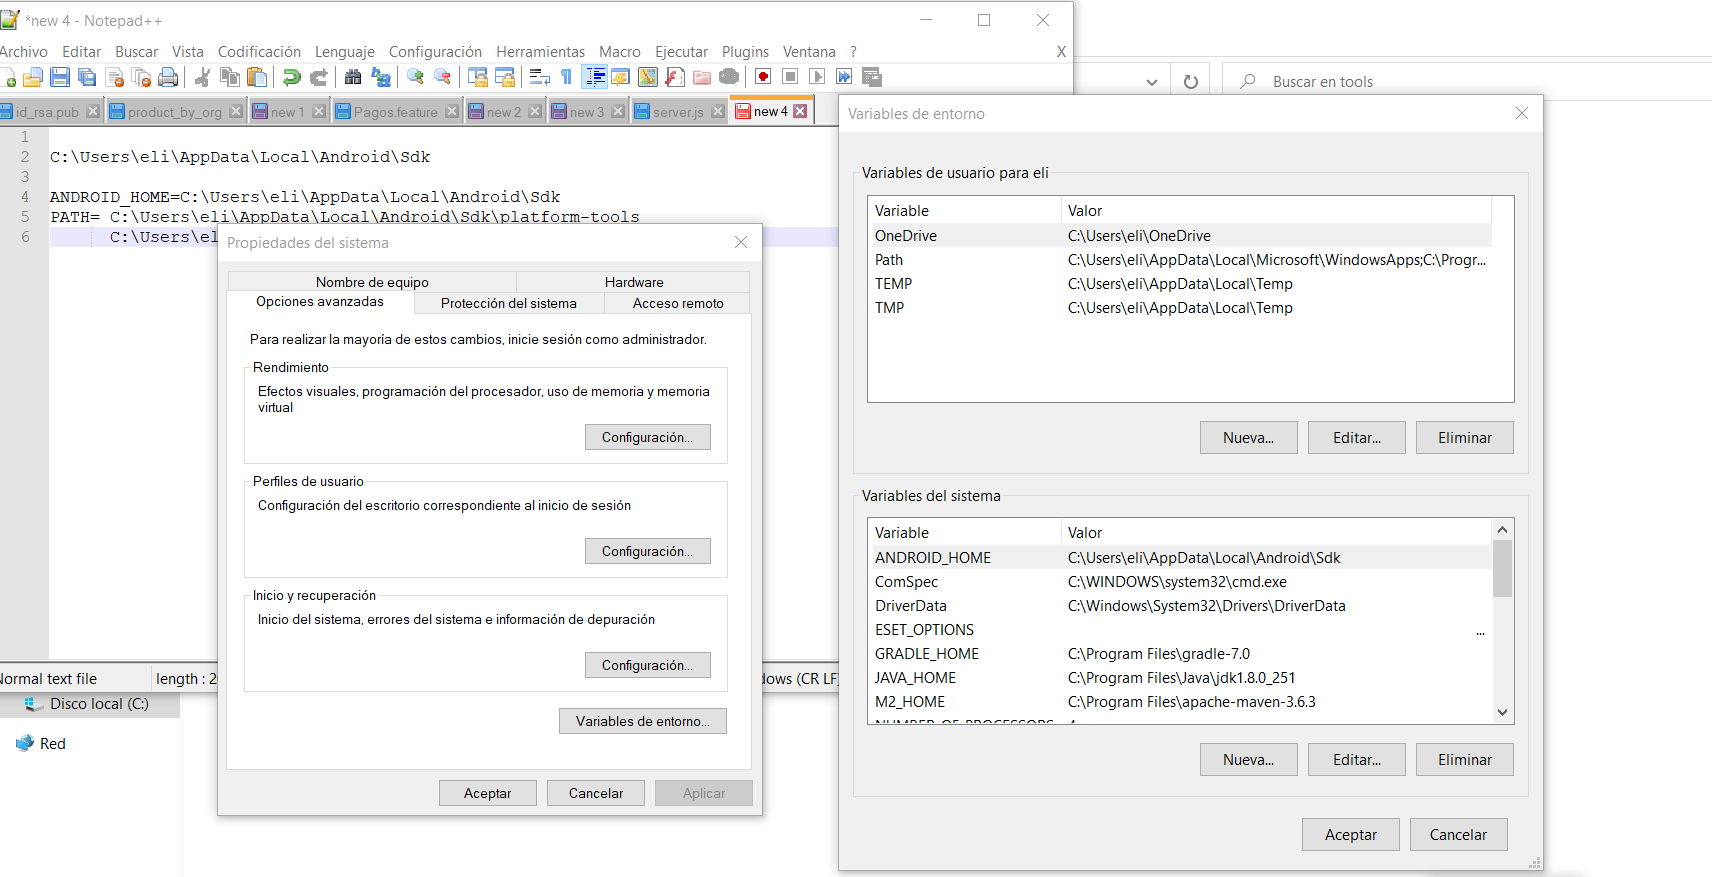 *new 4 - Notepad++
Archivo Editar Buscar Vista Codificación Lenguaje Configuración Herramientas Macro Ejecutar Plugins Ventana ? X
id_rsa.pub product_by_org new 1 Pagos.feature new 2 new 3 server.js new 4
1
2 C:\Users\eli\AppData\Local\Android\Sdk
3
4 ANDROID_HOME=C:\Users\eli\AppData\Local\Android\Sdk
5 PATH= C:\Users\eli\AppData\Local\Android\Sdk\platform-tools
6 C:\Users\el
Normal text file length : 2 dows (CR LF)
Disco local (C:)
Red
Buscar en tools
Propiedades del sistema
Nombre de equipo Hardware
Opciones avanzadas Protección del sistema Acceso remoto
Para realizar la mayoría de estos cambios, inicie sesión como administrador.
Rendimiento
Efectos visuales, programación del procesador, uso de memoria y memoria
virtual
Configuración...
Perfiles de usuario
Configuración del escritorio correspondiente al inicio de sesión
Configuración...
Inicio y recuperación
Inicio del sistema, errores del sistema e información de depuración
Configuración...
Variables de entorno...
Aceptar Cancelar Aplicar
Variables de entorno
Variables de usuario para eli
Variable Valor
OneDrive C:\Users\eli\OneDrive
Path C:\Users\eli\AppData\Local\Microsoft\WindowsApps;C:\Progr...
TEMP C:\Users\eli\AppData\Local\Temp
TMP C:\Users\eli\AppData\Local\Temp
Nueva... Editar... Eliminar
Variables del sistema
Variable Valor
ANDROID_HOME C:\Users\eli\AppData\Local\Android\Sdk
ComSpec C:\WINDOWS\system32\cmd.exe
DriverData C:\Windows\System32\Drivers\DriverData
ESET_OPTIONS ...
GRADLE_HOME C:\Program Files\gradle-7.0
JAVA_HOME C:\Program Files\Java\jdk1.8.0_251
M2_HOME C:\Program Files\apache-maven-3.6.3
NUMBER_OF_PROCESSORS 4
Nueva... Editar... Eliminar
Aceptar Cancelar